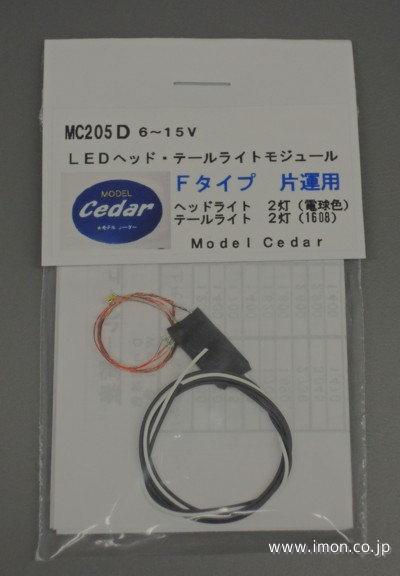 MC205D 6～15V
LEDヘッド・テールライトモジュール
MODEL
Cedar
Fタイプ 片運用
ヘッドライト 2灯(電球色)
テールライト 2灯(1608)
Model Cedar
www.imon.co.jp